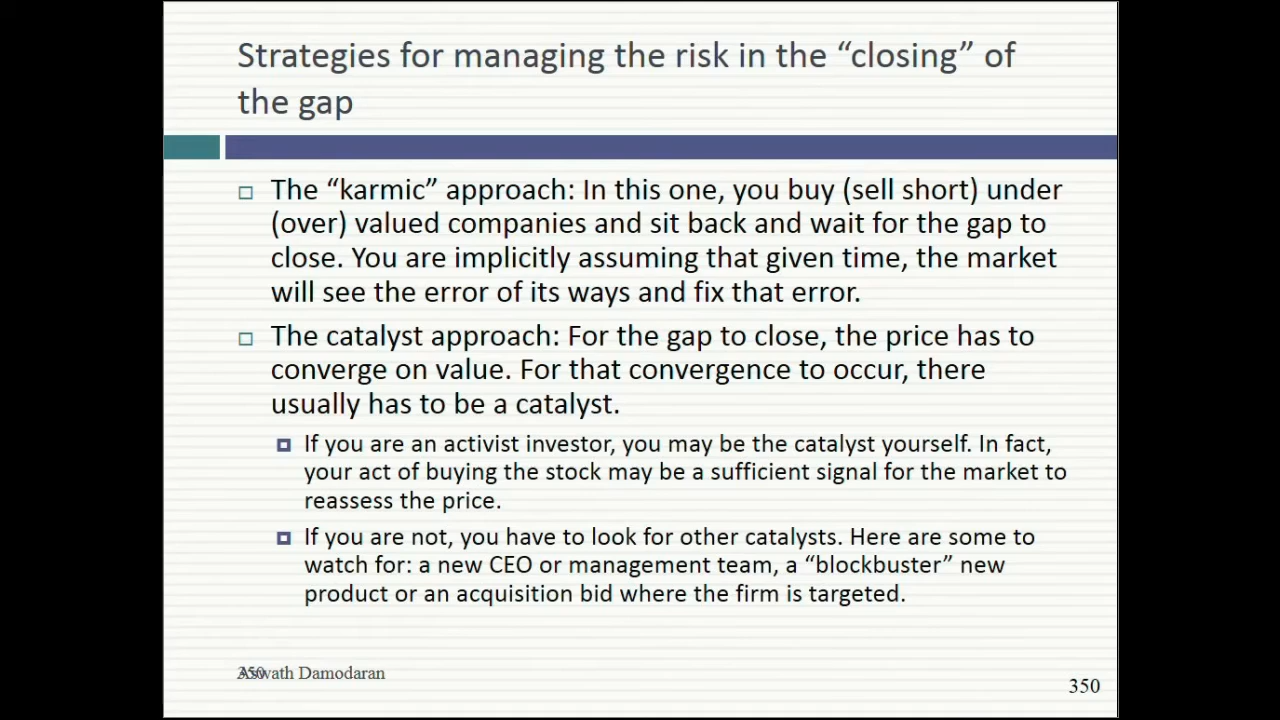 Strategies for managing the risk in the “closing” of
the gap
The “karmic” approach: In this one, you buy (sell short) under
(over) valued companies and sit back and wait for the gap to
close. You are implicitly assuming that given time, the market
will see the error of its ways and fix that error.
The catalyst approach: For the gap to close, the price has to
converge on value. For that convergence to occur, there
usually has to be a catalyst.
If you are an activist investor, you may be the catalyst yourself. In fact,
your act of buying the stock may be a sufficient signal for the market to
reassess the price.
If you are not, you have to look for other catalysts. Here are some to
watch for: a new CEO or management team, a “blockbuster” new
product or an acquisition bid where the firm is targeted.
350
Aswath Damodaran
350